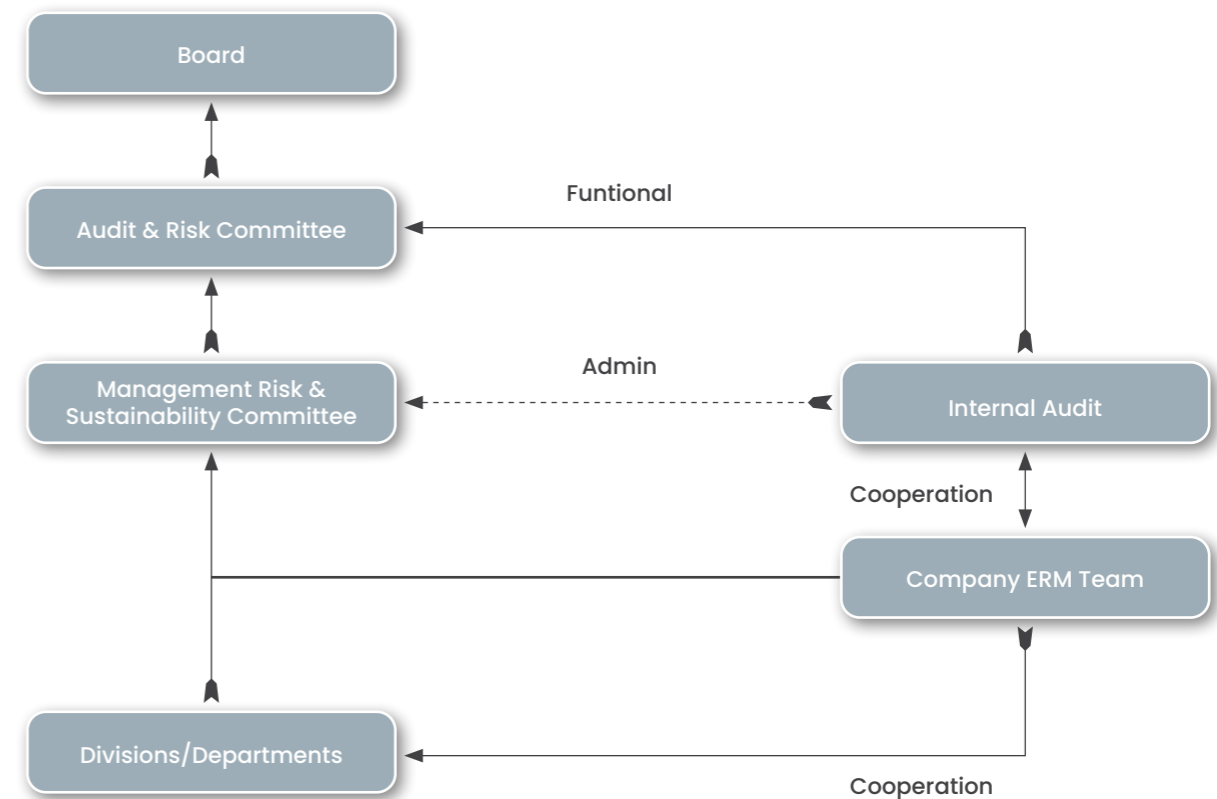 Board
Funtional
Audit & Risk Committee
Admin
Management Risk &
Sustainability Committee
Internal Audit
Cooperation
Company ERM Team
Divisions/Departments
Cooperation